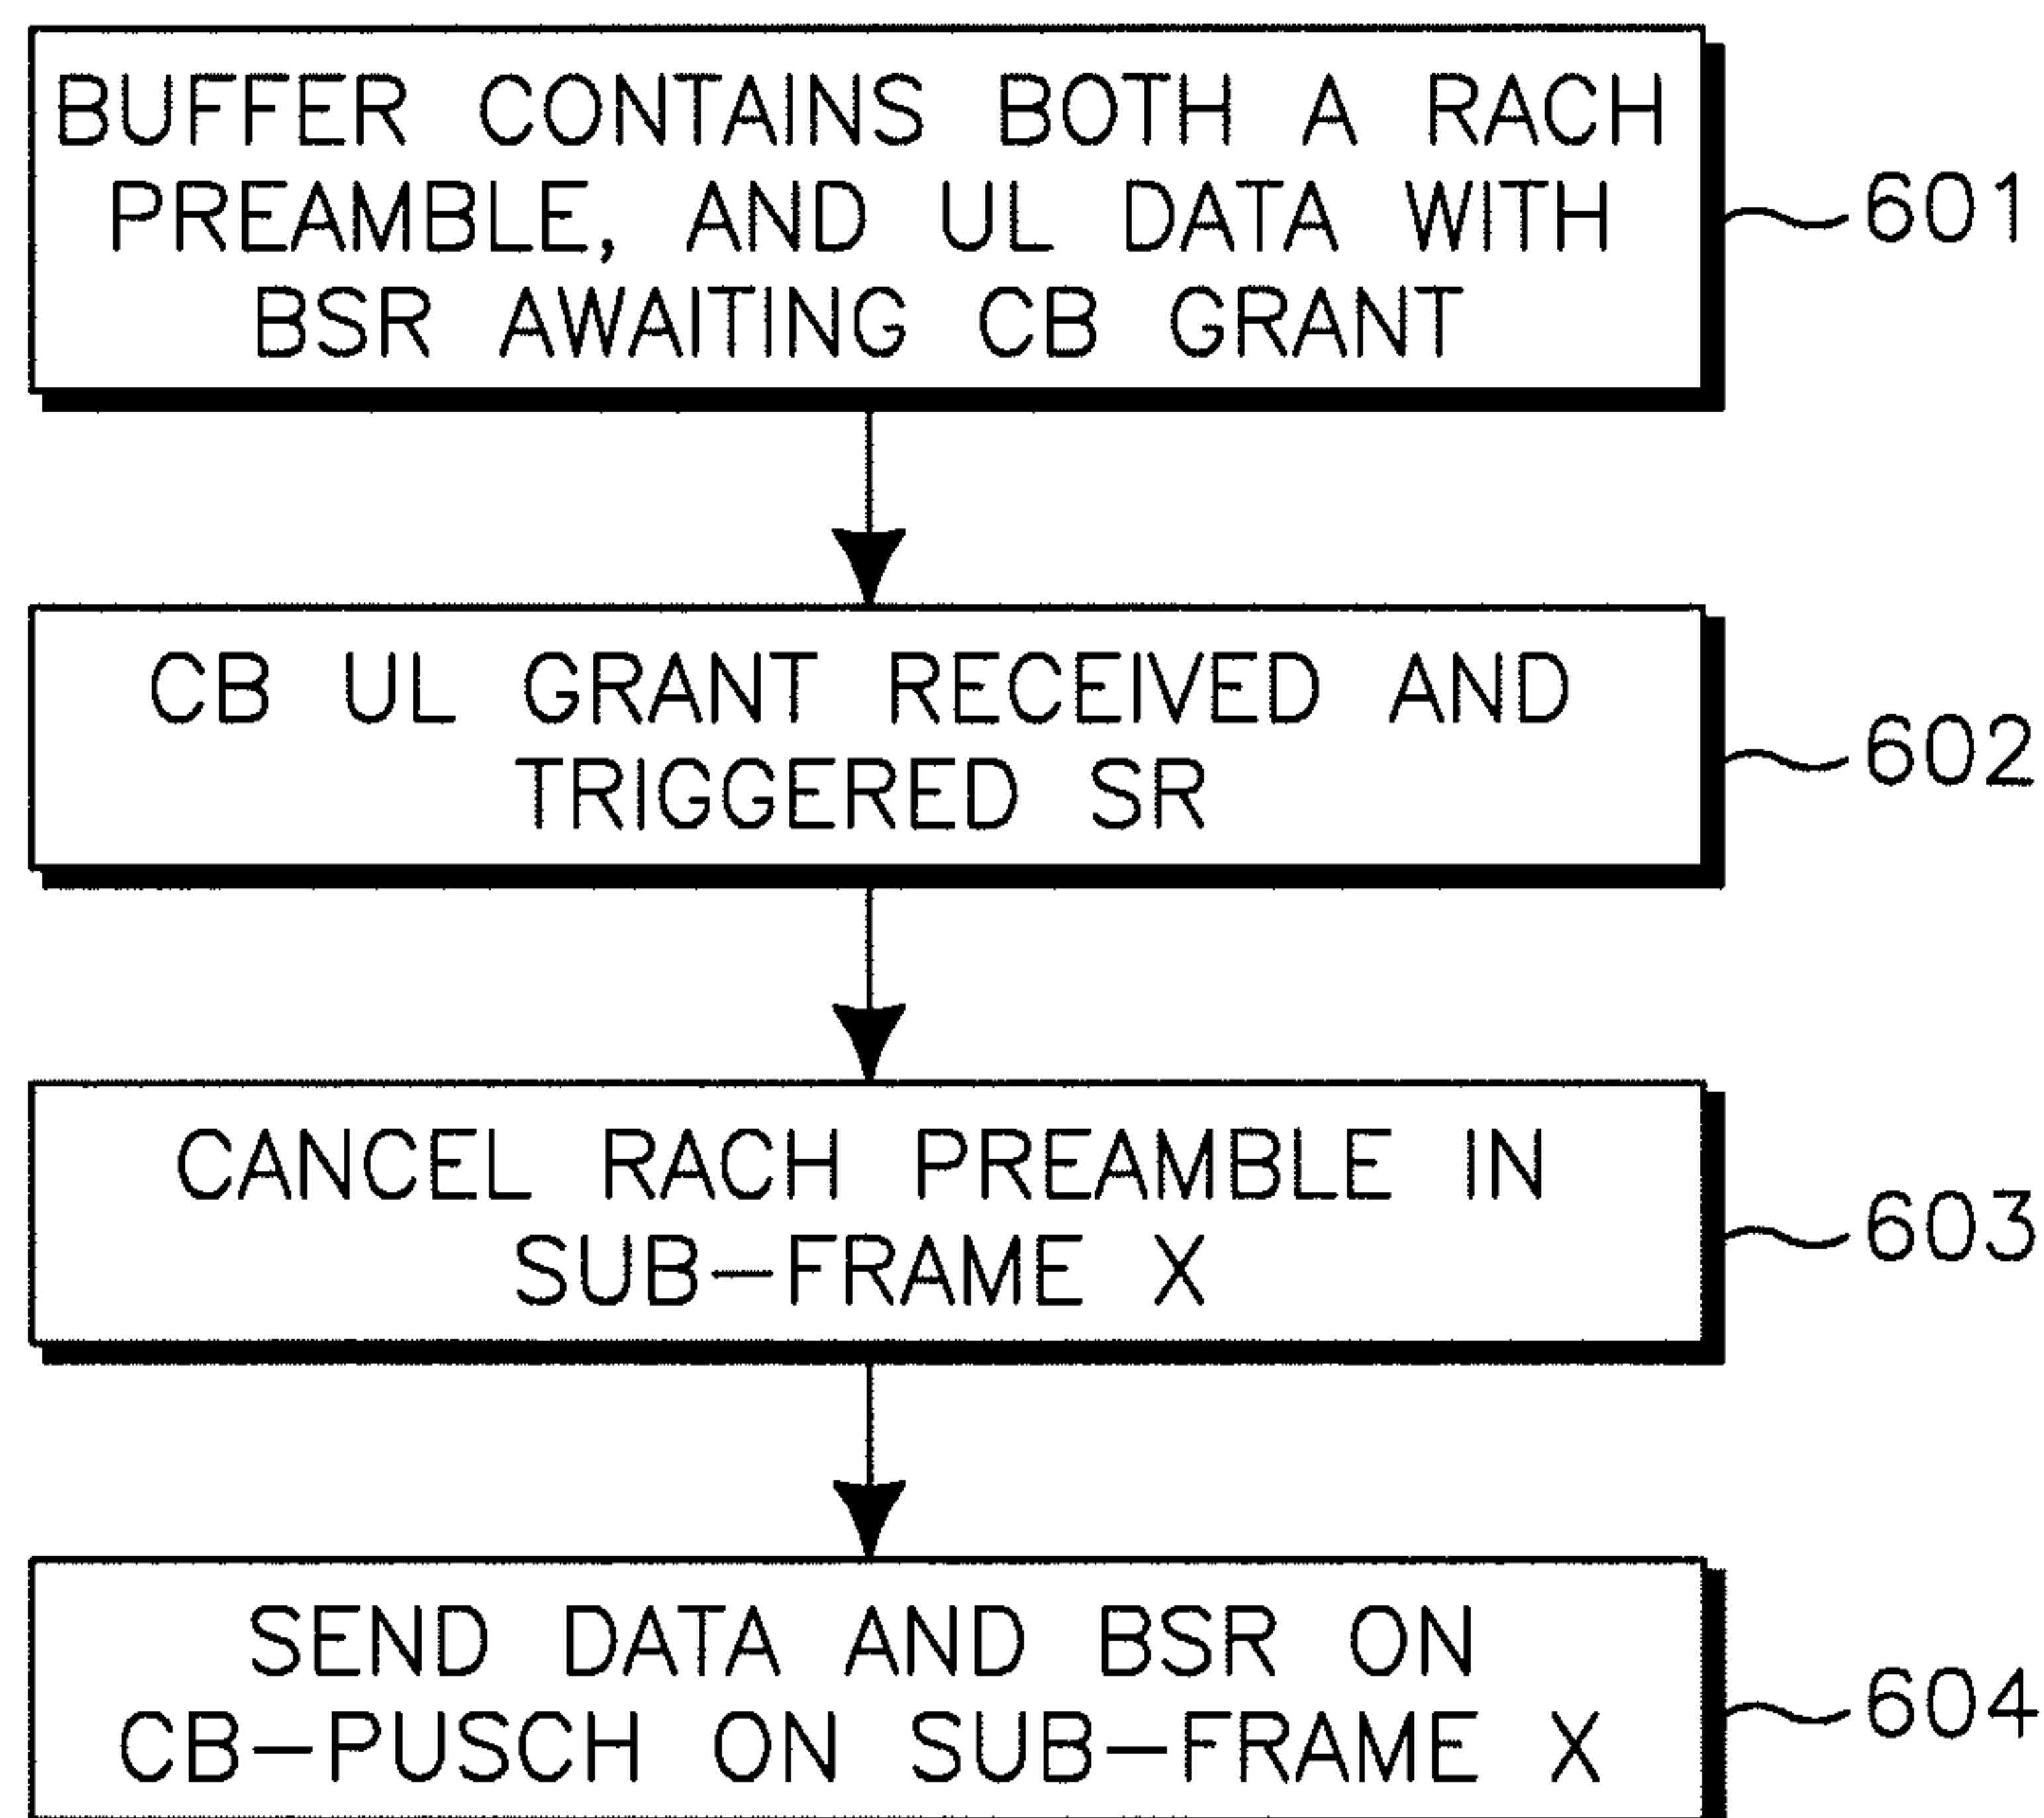 BUFFER CONTAINS BOTH A RACH
PREAMBLE, AND UL DATA WITH
BSR AWAITING CB GRANT
601
CB UL GRANT RECEIVED AND
TRIGGERED SR
602
CANCEL RACH PREAMBLE IN
SUB-FRAME X
603
SEND DATA AND BSR ON
CB-PUSCH ON SUB-FRAME X
604